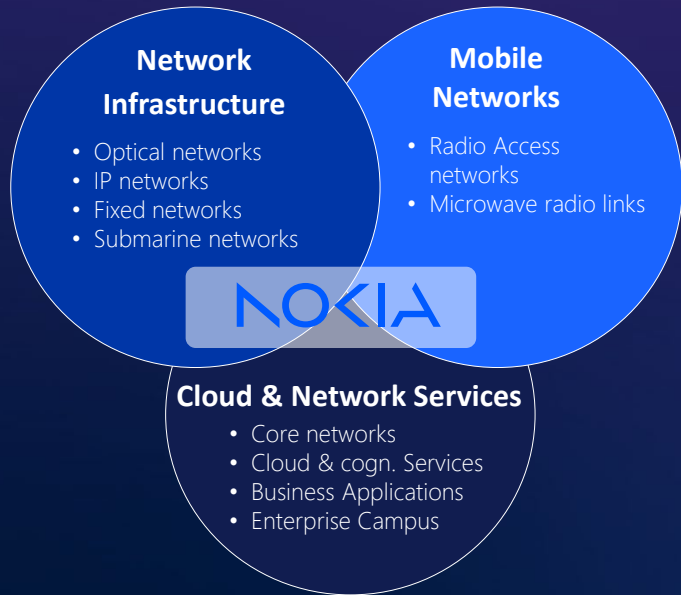 Network
Infrastructure
• Optical networks
• IP networks
• Fixed networks
• Submarine networks
Mobile
Networks
• Radio Access
networks
• Microwave radio links
NOKIA
Cloud & Network Services
• Core networks
• Cloud & cogn. Services
• Business Applications
• Enterprise Campus